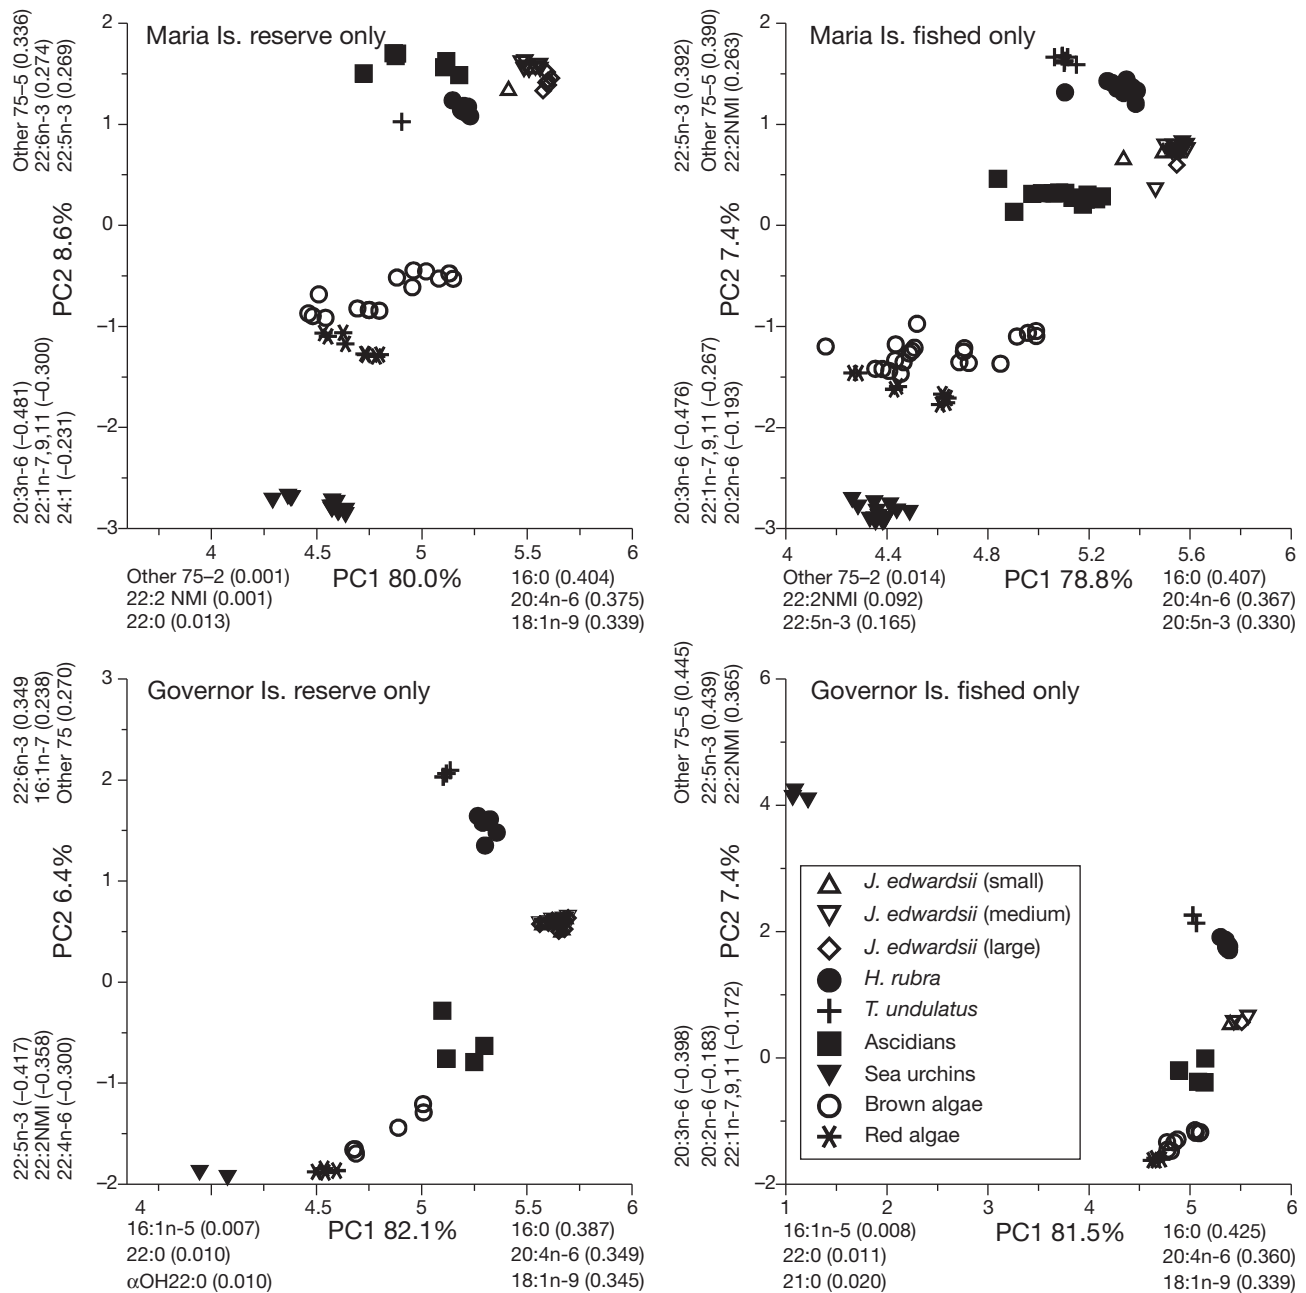 Maria Is. reserve only
Other 75–5 (0.336)
22:6n-3 (0.274)
22:5n-3 (0.269)
PC2 8.6%
20:3n-6 (–0.481)
22:1n-7,9,11 (–0.300)
24:1 (–0.231)
2
1
0
–1
–2
–3
4
4.5
5
5.5
6
PC1 80.0%
Other 75–2 (0.001)
22:2 NMI (0.001)
22:0 (0.013)
16:0 (0.404)
20:4n-6 (0.375)
18:1n-9 (0.339)
Maria Is. fished only
22:5n-3 (0.392)
Other 75–5 (0.390)
22:2NMI (0.263)
PC2 7.4%
20:3n-6 (–0.476)
22:1n-7,9,11 (–0.267)
20:2n-6 (–0.193)
2
1
0
–1
–2
–3
4
4.4
4.8
5.2
5.6
6
PC1 78.8%
Other 75–2 (0.014)
22:2NMI (0.092)
22:5n-3 (0.165)
16:0 (0.407)
20:4n-6 (0.367)
20:5n-3 (0.330)
Governor Is. reserve only
22:6n-3 (0.349
16:1n-7 (0.238)
Other 75 (0.270)
PC2 6.4%
22:5n-3 (–0.417)
22:2NMI (–0.358)
22:4n-6 (–0.300)
3
2
1
0
–1
–2
4
4.5
5
5.5
6
PC1 82.1%
16:1n-5 (0.007)
22:0 (0.010)
αOH22:0 (0.010)
16:0 (0.387)
20:4n-6 (0.349)
18:1n-9 (0.345)
Governor Is. fished only
Other 75–5 (0.445)
22:5n-3 (0.439)
22:2NMI (0.365)
PC2 7.4%
20:3n-6 (–0.398)
20:2n-6 (–0.183)
22:1n-7,9,11 (–0.172)
6
4
2
0
–2
J. edwardsii (small)
J. edwardsii (medium)
J. edwardsii (large)
H. rubra
T. undulatus
Ascidians
Sea urchins
Brown algae
Red algae
1
2
3
4
5
6
PC1 81.5%
16:1n-5 (0.008)
22:0 (0.011)
21:0 (0.020)
16:0 (0.425)
20:4n-6 (0.360)
18:1n-9 (0.339)